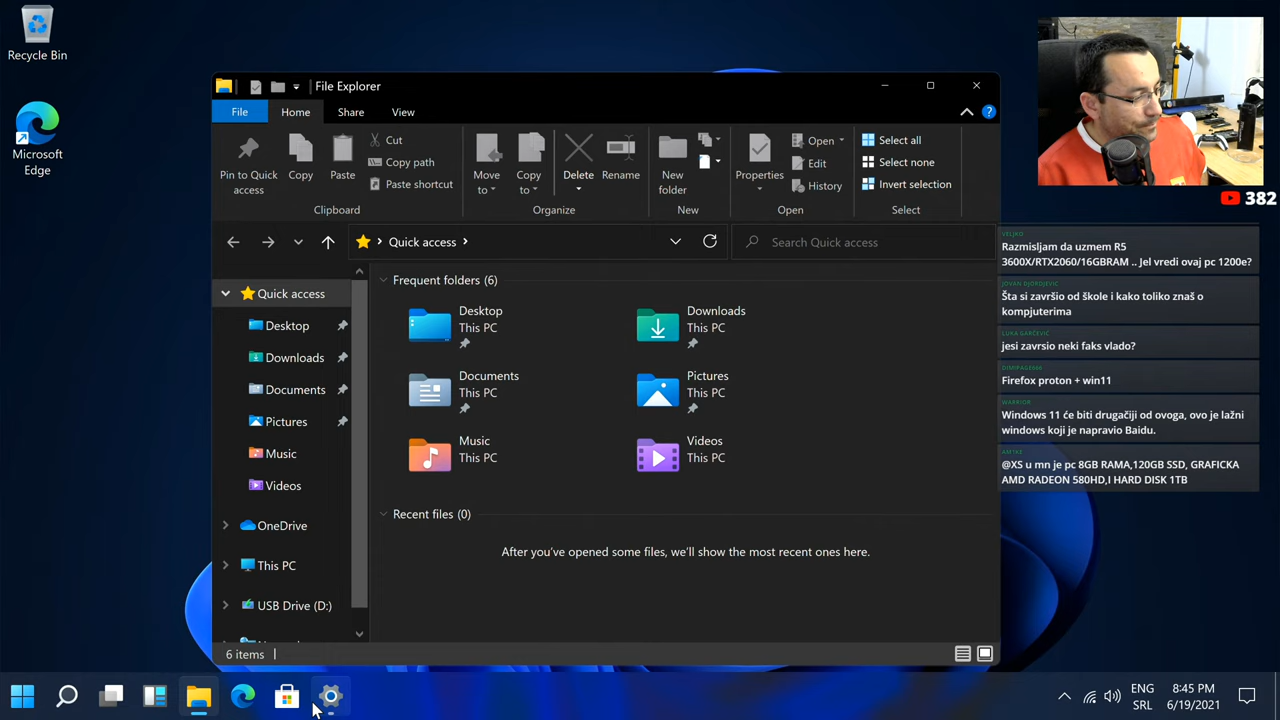 Recycle Bin
Microsoft
Edge
File Explorer
File
Home
Share
View
Pin to Quick
access
Copy
Paste
Cut
Copy path
Paste shortcut
Clipboard
Move
to
Copy
to
Delete
Rename
Organize
New
folder
New
Properties
Open
Edit
History
Open
Select all
Select none
Invert selection
Select
Quick access
Search Quick access
Quick access
Desktop
Downloads
Documents
Pictures
Music
Videos
OneDrive
This PC
USB Drive (D:)
Frequent folders (6)
Desktop
This PC
Downloads
This PC
Documents
This PC
Pictures
This PC
Music
This PC
Videos
This PC
Recent files (0)
After you've opened some files, we'll show the most recent ones here.
6 items
382
VELJKO
Razmisljam da uzmem R5
3600X/RTX2060/16GBRAM .. Jel vredi ovaj pc 1200e?
JOVAN DJORDJEVIC
Šta si završio od škole i kako toliko znaš o
kompjuterima
LUKA GARČEVIĆ
jesi zavrsio neki faks vlado?
Firefox proton + win11
WARRIOR
Windows 11 će biti drugačiji od ovoga, ovo je lažni
windows koji je napravio Baidu.
@XS u mn je pc 8GB RAMA,120GB SSD, GRAFICKA
AMD RADEON 580HD,I HARD DISK 1TB
ENG
SRL
8:45 PM
6/19/2021